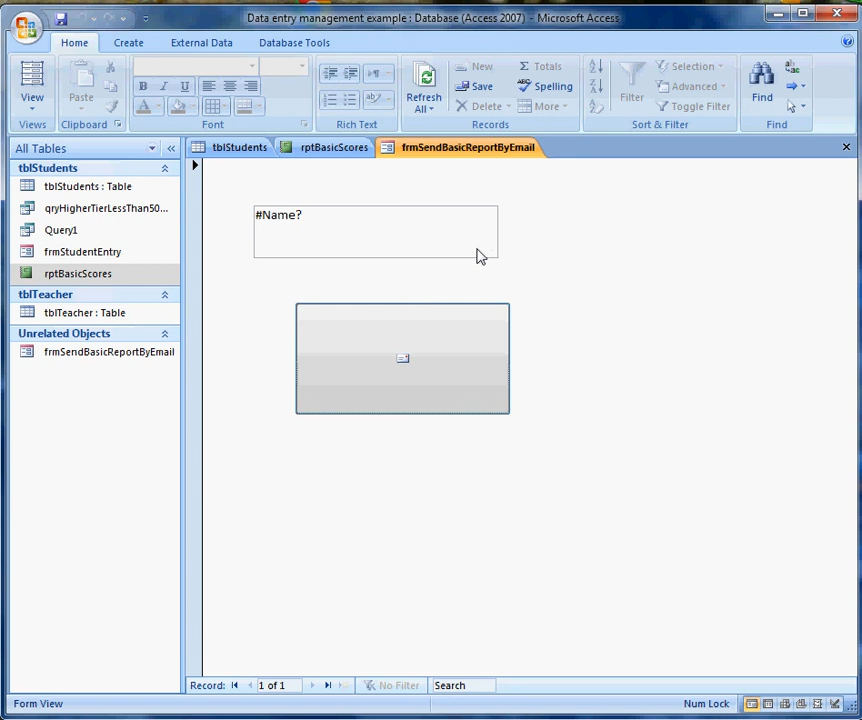 Data entry management example : Database (Access 2007) - Microsoft Access
Home Create External Data Database Tools
View Paste B I U A Refresh All New Save Delete Totals Spelling More Filter Selection Advanced Toggle Filter Find
Views Clipboard Font Rich Text Records Sort & Filter Find
All Tables
tblStudents
tblStudents : Table
qryHigherTierLessThan50...
Query1
frmStudentEntry
rptBasicScores
tblTeacher
tblTeacher : Table
Unrelated Objects
frmSendBasicReportByEmail
tblStudents rptBasicScores frmSendBasicReportByEmail
#Name?
Record: 1 of 1 No Filter Search
Form View Num Lock